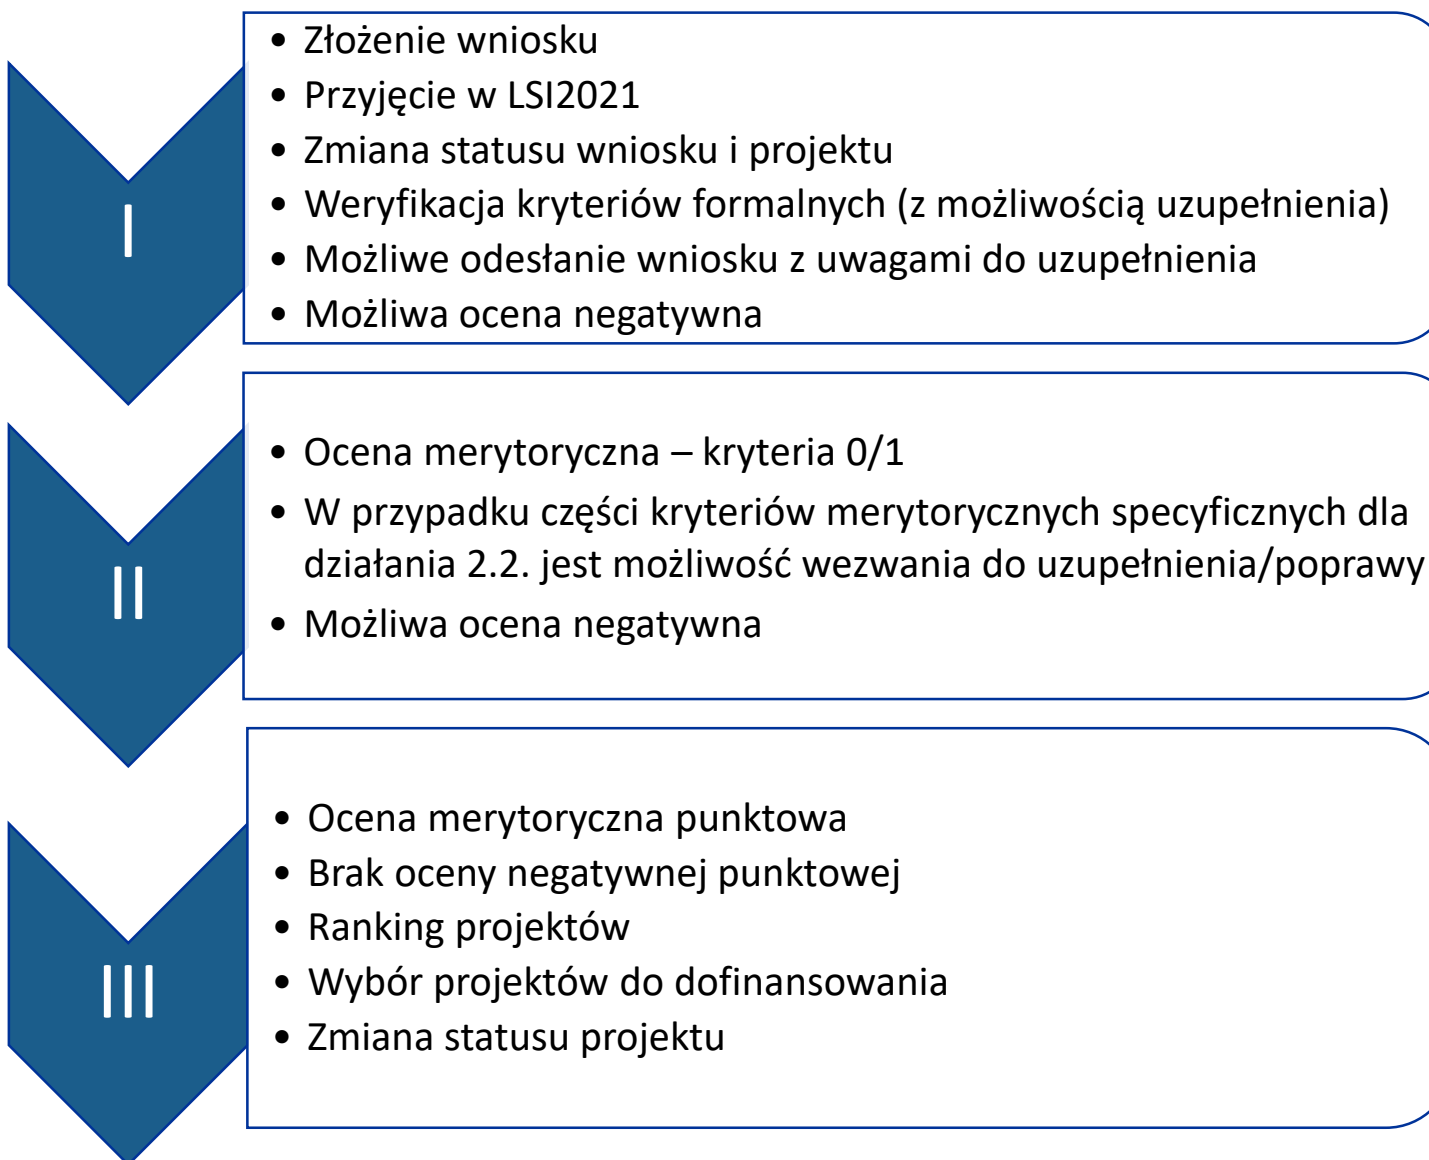 I
• Złożenie wniosku
• Przyjęcie w LSI2021
• Zmiana statusu wniosku i projektu
• Weryfikacja kryteriów formalnych (z możliwością uzupełnienia)
• Możliwe odesłanie wniosku z uwagami do uzupełnienia
• Możliwa ocena negatywna
II
• Ocena merytoryczna – kryteria 0/1
• W przypadku części kryteriów merytorycznych specyficznych dla
działania 2.2. jest możliwość wezwania do uzupełnienia/poprawy
• Możliwa ocena negatywna
III
• Ocena merytoryczna punktowa
• Brak oceny negatywnej punktowej
• Ranking projektów
• Wybór projektów do dofinansowania
• Zmiana statusu projektu